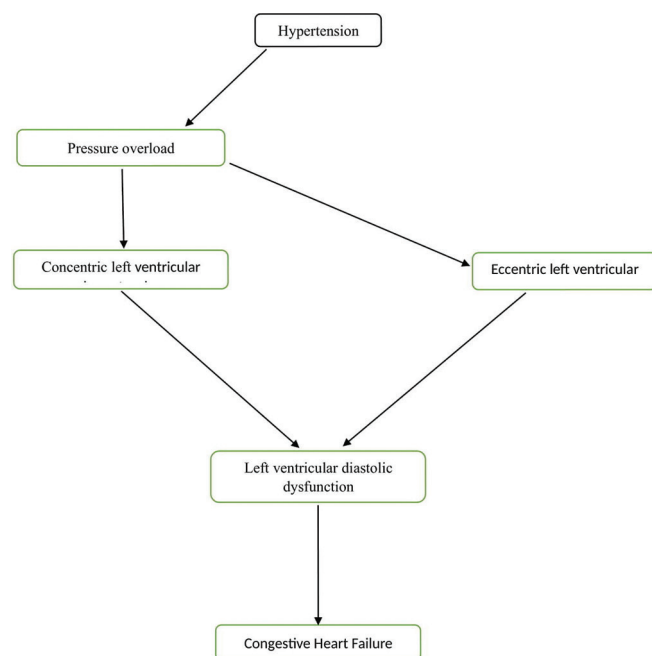 Hypertension
Pressure overload
Concentric left ventricular
Eccentric left ventricular
Left ventricular diastolic
dysfunction
Congestive Heart Failure